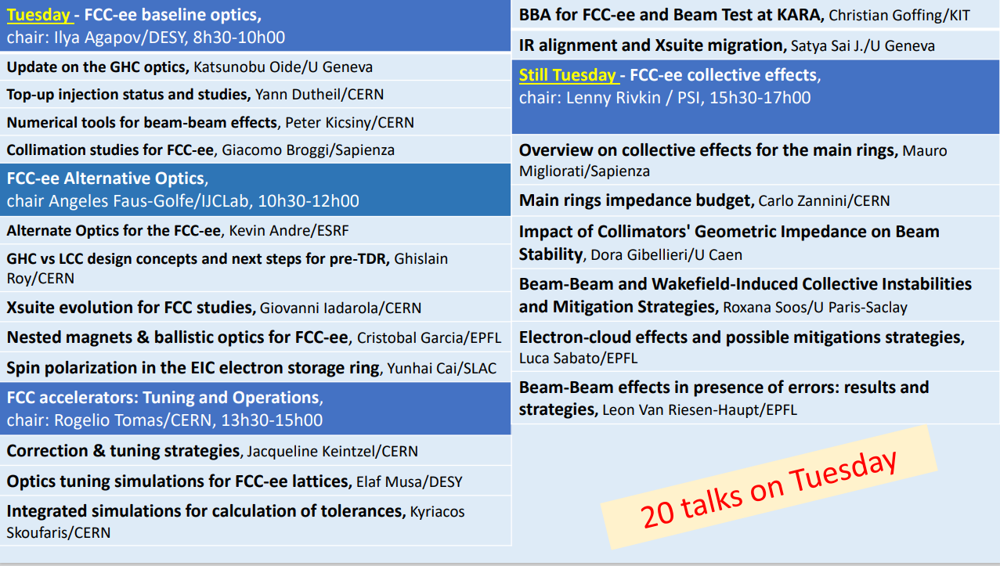 Tuesday - FCC-ee baseline optics,
chair: Ilya Agapov/DESY, 8h30-10h00
Update on the GHC optics, Katsunobu Oide/U Geneva
Top-up injection status and studies, Yann Dutheil/CERN
Numerical tools for beam-beam effects, Peter Kicsiny/CERN
Collimation studies for FCC-ee, Giacomo Broggi/Sapienza
FCC-ee Alternative Optics,
chair Angeles Faus-Golfe/IJCLab, 10h30-12h00
Alternate Optics for the FCC-ee, Kevin Andre/ESRF
GHC vs LCC design concepts and next steps for pre-TDR, Ghislain
Roy/CERN
Xsuite evolution for FCC studies, Giovanni Iadarola/CERN
Nested magnets & ballistic optics for FCC-ee, Cristobal Garcia/EPFL
Spin polarization in the EIC electron storage ring, Yunhai Cai/SLAC
FCC accelerators: Tuning and Operations,
chair: Rogelio Tomas/CERN, 13h30-15h00
Correction & tuning strategies, Jacqueline Keintzel/CERN
Optics tuning simulations for FCC-ee lattices, Elaf Musa/DESY
Integrated simulations for calculation of tolerances, Kyriacos
Skoufaris/CERN
BBA for FCC-ee and Beam Test at KARA, Christian Goffing/KIT
IR alignment and Xsuite migration, Satya Sai J./U Geneva
Still Tuesday - FCC-ee collective effects,
chair: Lenny Rivkin / PSI, 15h30-17h00
Overview on collective effects for the main rings, Mauro
Migliorati/Sapienza
Main rings impedance budget, Carlo Zannini/CERN
Impact of Collimators' Geometric Impedance on Beam
Stability, Dora Gibellieri/U Caen
Beam-Beam and Wakefield-Induced Collective Instabilities
and Mitigation Strategies, Roxana Soos/U Paris-Saclay
Electron-cloud effects and possible mitigations strategies,
Luca Sabato/EPFL
Beam-Beam effects in presence of errors: results and
strategies, Leon Van Riesen-Haupt/EPFL
20 talks on Tuesday